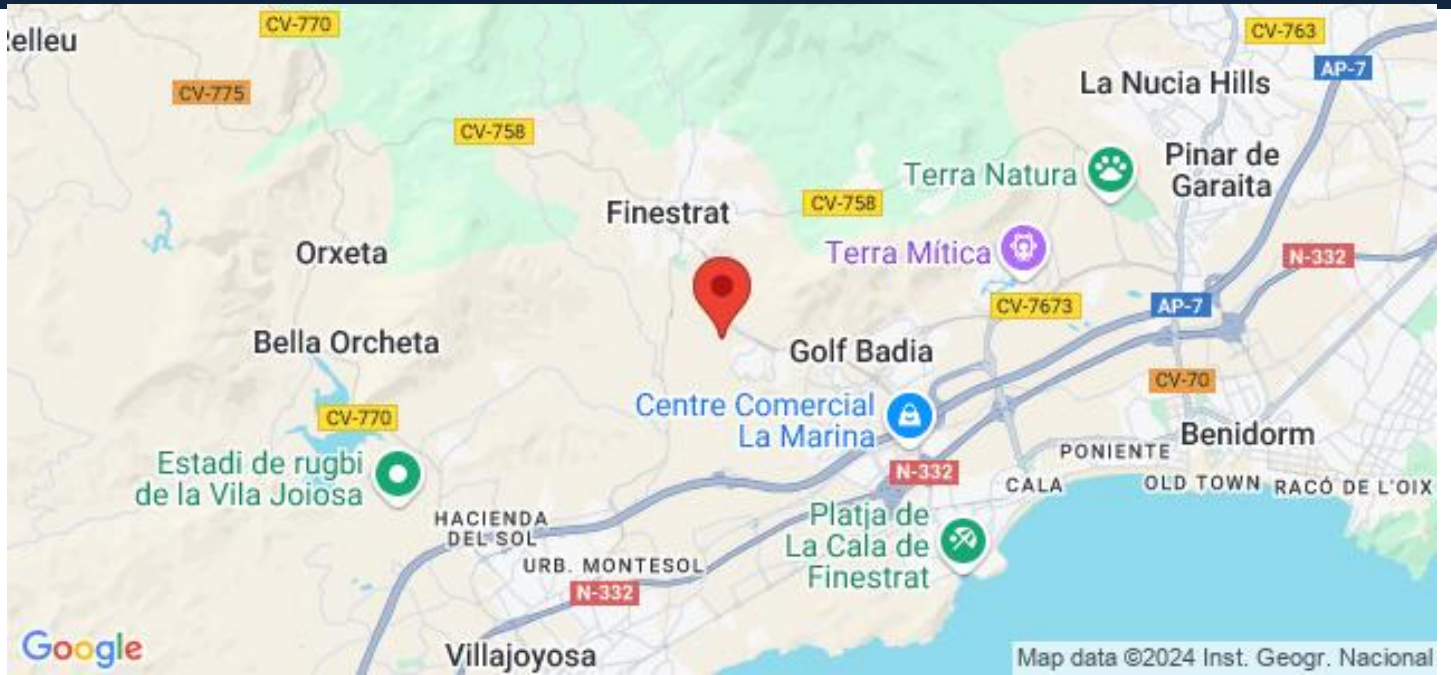 CV-770
CV-763
AP-7
La Nucia Hills
CV-775
CV-758
Pinar de
Garaita
Terra Natura
CV-758
Finestrat
Orxeta
Terra Mítica
N-332
CV-7673
AP-7
Bella Orcheta
Golf Badia
CV-70
Centre Comercial
La Marina
CV-770
Benidorm
PONIENTE
Estadi de rugbi
de la Vila Joiosa
N-332
CALA
OLD TOWN
RACÓ DE L'OIX
HACIENDA
DEL SOL
Platja de
La Cala de
Finestrat
URB. MONTESOL
N-332
Villajoyosa
Google
Map data ©2024 Inst. Geogr. Nacional